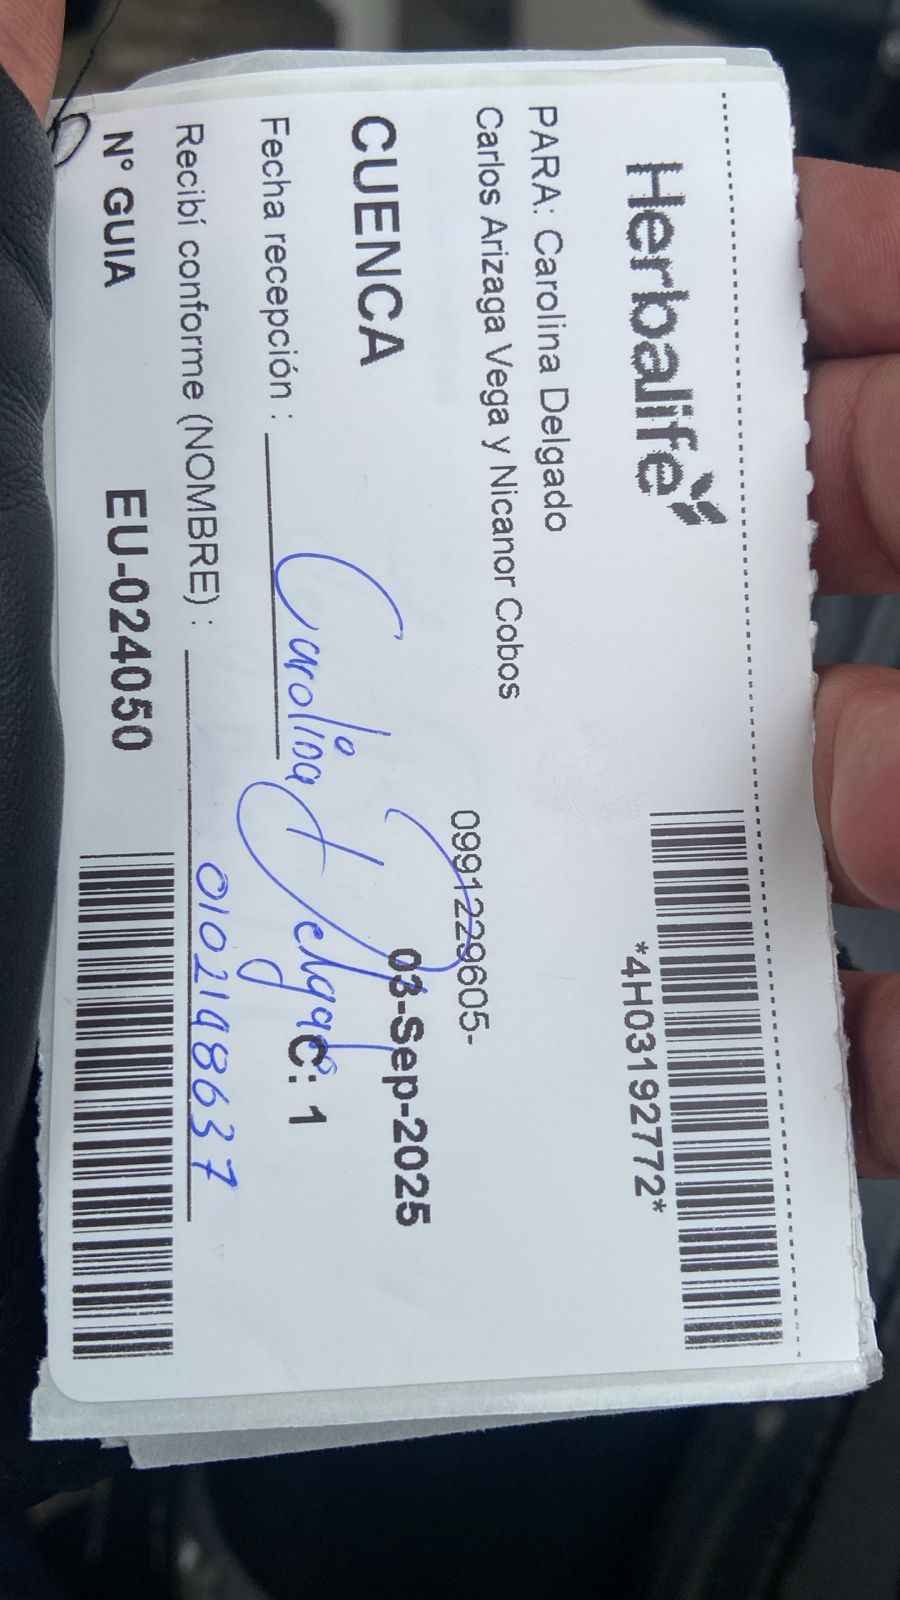 Herbalife
*4H03192772*
PARA: Carolina Delgado
Carlos Arizaga Vega y Nicanor Cobos
0991229605-
CUENCA
03-Sep-2025
Fecha recepción :
Carolina Delgado
C: 1
Recibí conforme (NOMBRE) :
0102198637
N° GUIA
EU-024050